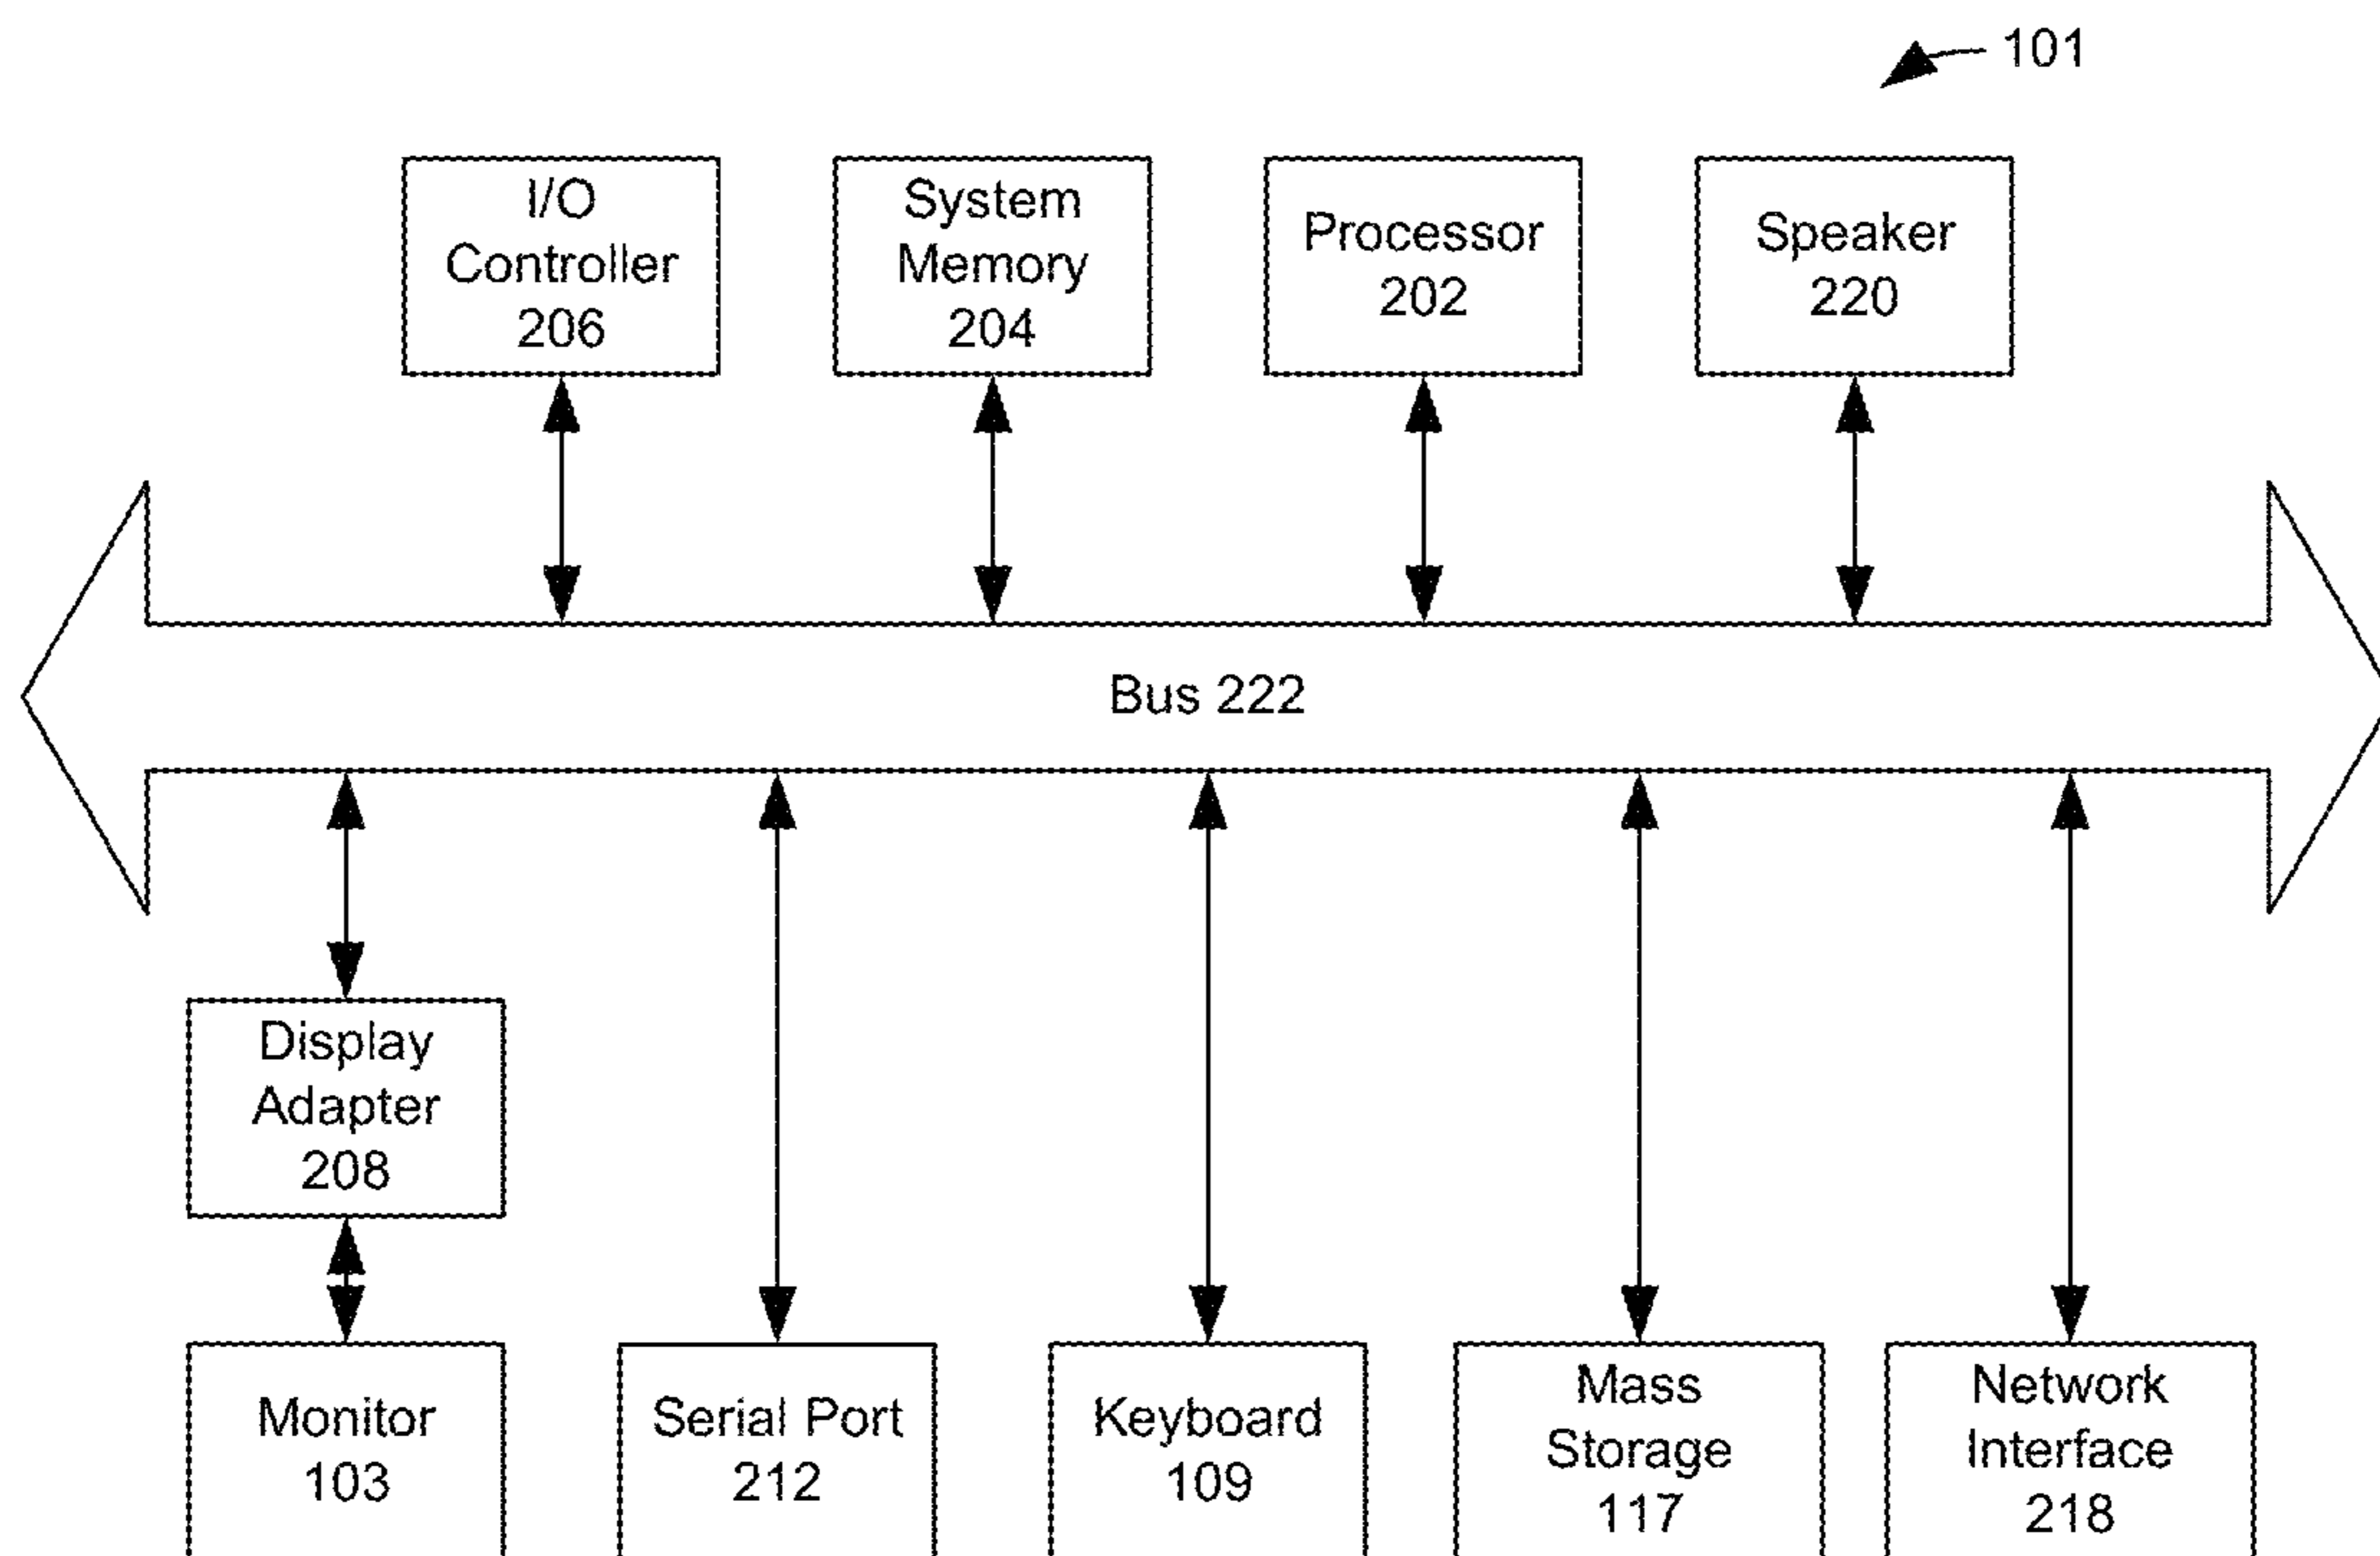 101
I/O
Controller
206
System
Memory
204
Processor
202
Speaker
220
Bus 222
Display
Adapter
208
Monitor
103
Serial Port
212
Keyboard
109
Mass
Storage
117
Network
Interface
218